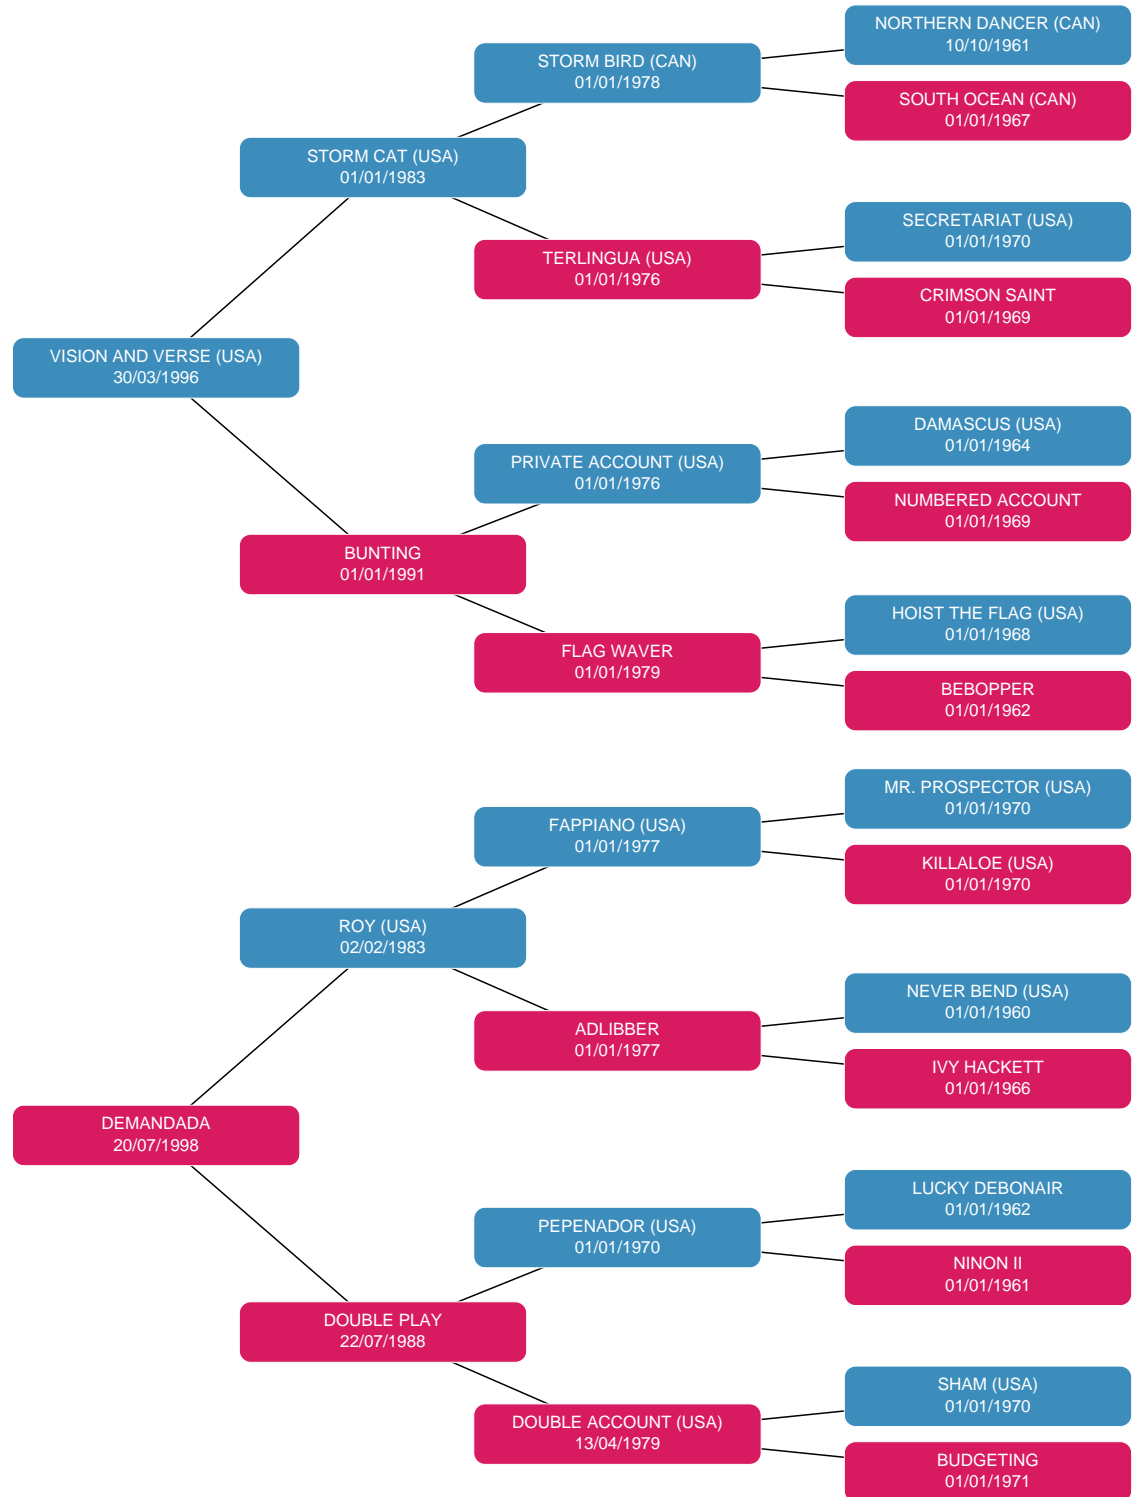 NORTHERN DANCER (CAN)
10/10/1961
STORM BIRD (CAN)
01/01/1978
SOUTH OCEAN (CAN)
01/01/1967
STORM CAT (USA)
01/01/1983
SECRETARIAT (USA)
01/01/1970
TERLINGUA (USA)
01/01/1976
CRIMSON SAINT
01/01/1969
VISION AND VERSE (USA)
30/03/1996
DAMASCUS (USA)
01/01/1964
PRIVATE ACCOUNT (USA)
01/01/1976
NUMBERED ACCOUNT
01/01/1969
BUNTING
01/01/1991
HOIST THE FLAG (USA)
01/01/1968
FLAG WAVER
01/01/1979
BEBOPPER
01/01/1962
MR. PROSPECTOR (USA)
01/01/1970
FAPPIANO (USA)
01/01/1977
KILLALOE (USA)
01/01/1970
ROY (USA)
02/02/1983
NEVER BEND (USA)
01/01/1960
ADLIBBER
01/01/1977
IVY HACKETT
01/01/1966
DEMANDADA
20/07/1998
LUCKY DEBONAIR
01/01/1962
PEPENADOR (USA)
01/01/1970
NINON II
01/01/1961
DOUBLE PLAY
22/07/1988
SHAM (USA)
01/01/1970
DOUBLE ACCOUNT (USA)
13/04/1979
BUDGETING
01/01/1971